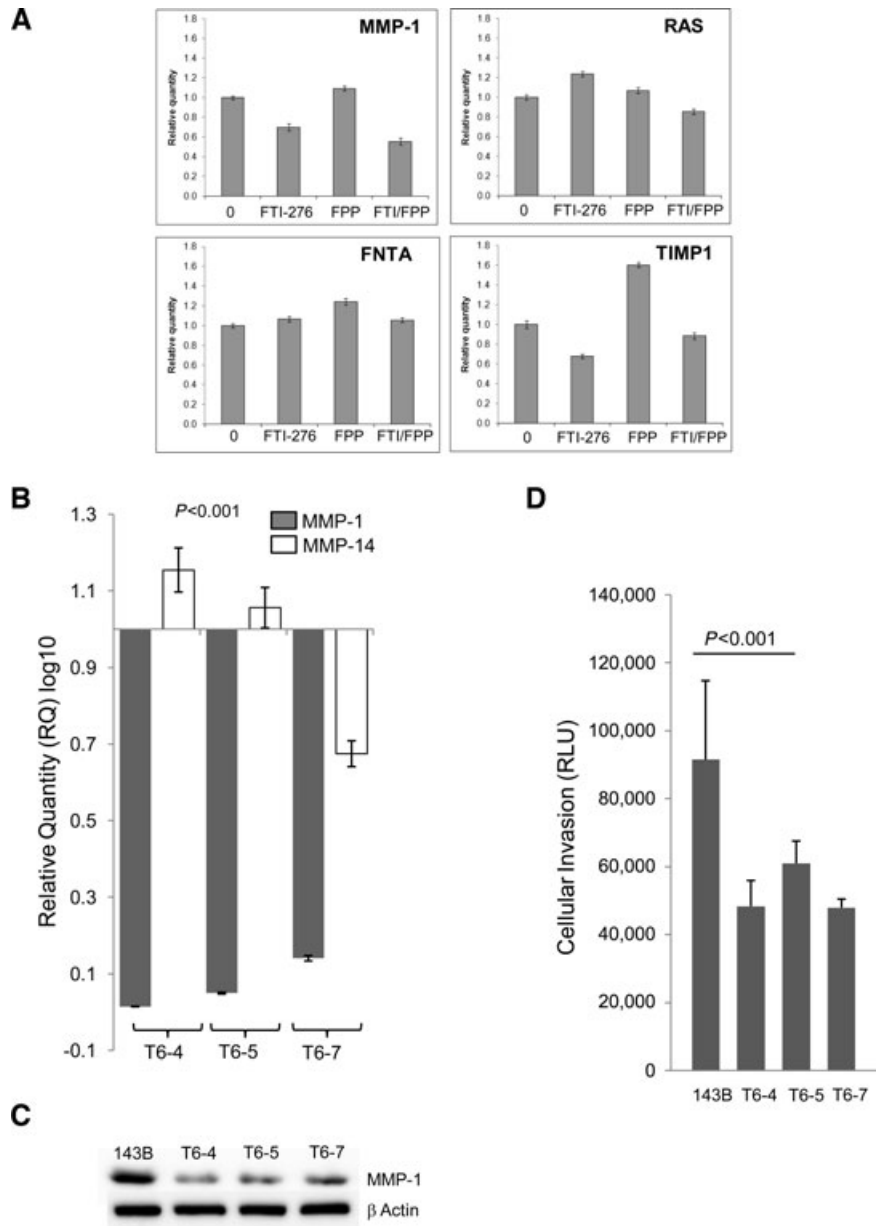 A
MMP-1
Relative quantity
1.8
1.6
1.4
1.2
1.0
0.8
0.6
0.4
0.2
0.0
0 FTI-276 FPP FTI/FPP
RAS
Relative quantity
1.8
1.6
1.4
1.2
1.0
0.8
0.6
0.4
0.2
0.0
0 FTI-276 FPP FTI/FPP
FNTA
Relative quantity
1.8
1.6
1.4
1.2
1.0
0.8
0.6
0.4
0.2
0.0
0 FTI-276 FPP FTI/FPP
TIMP1
Relative quantity
1.8
1.6
1.4
1.2
1.0
0.8
0.6
0.4
0.2
0.0
0 FTI-276 FPP FTI/FPP
B
P<0.001
MMP-1
MMP-14
Relative Quantity (RQ) log10
1.3
1.1
0.9
0.7
0.5
0.3
0.1
-0.1
T6-4 T6-5 T6-7
C
143B T6-4 T6-5 T6-7
MMP-1
β Actin
D
P<0.001
Cellular Invasion (RLU)
140,000
120,000
100,000
80,000
60,000
40,000
20,000
0
143B T6-4 T6-5 T6-7